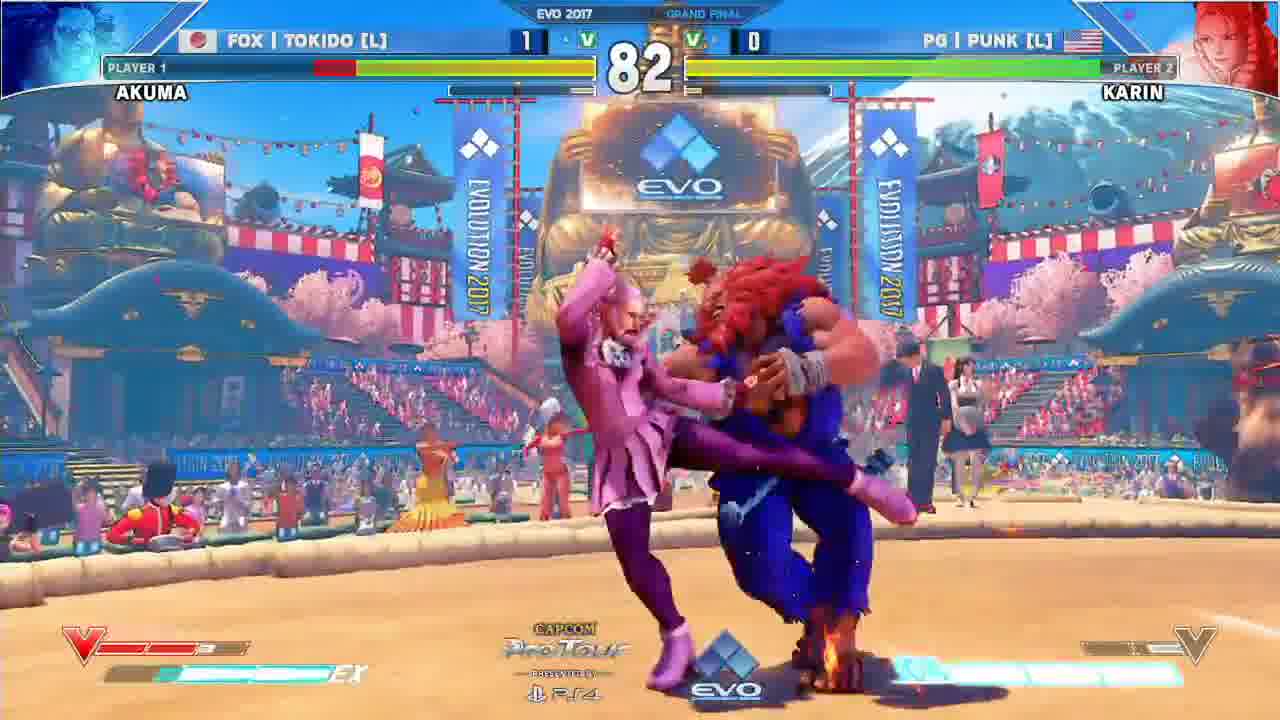 EVO 2017 GRAND FINAL
FOX | TOKIDO [L] 1 V 82 V 0 PG | PUNK [L]
PLAYER 1 PLAYER 2
AKUMA KARIN
EVO
EVOLUTION 2017
EVOLUTION 2017
EX
CAPCOM
PRO TOUR
PRESENTED BY
PS4
EVO